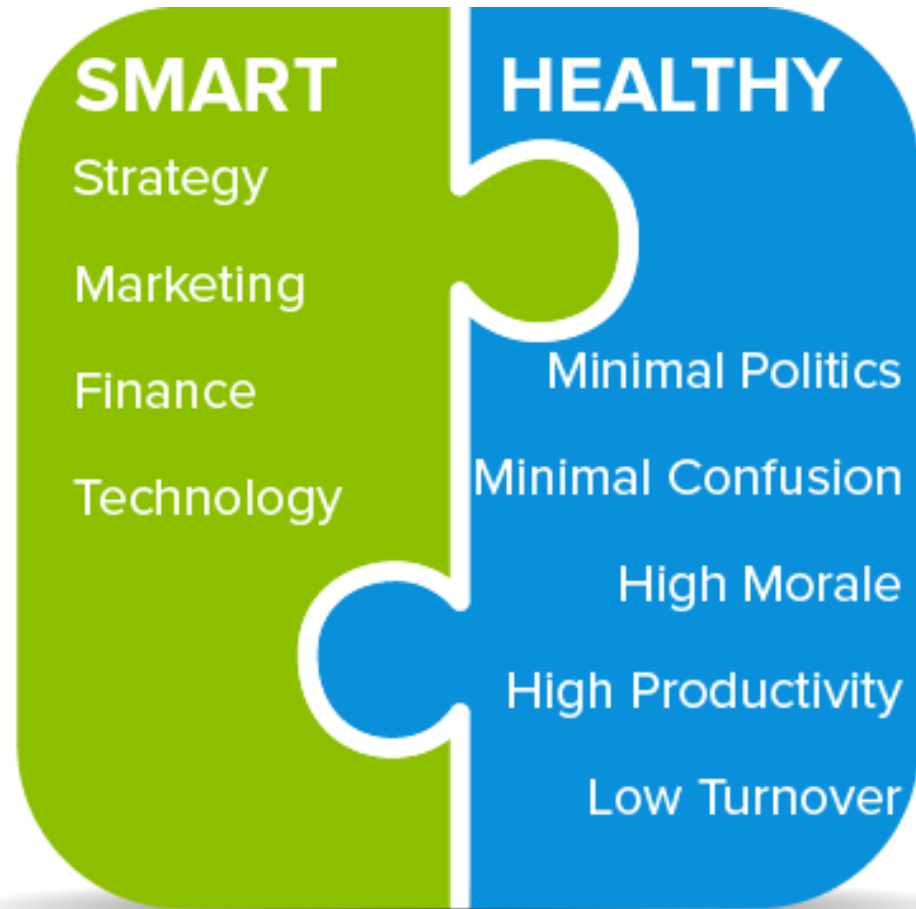 SMART
Strategy
Marketing
Finance
Technology
HEALTHY
Minimal Politics
Minimal Confusion
High Morale
High Productivity
Low Turnover